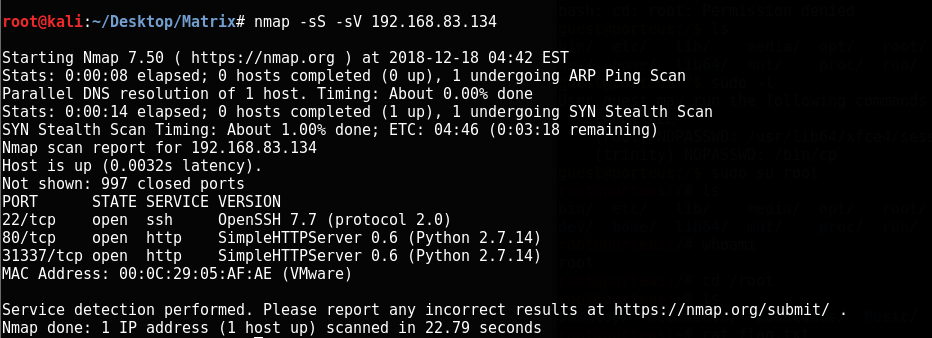 root@kali:~/Desktop/Matrix# nmap -sS -sV 192.168.83.134
Starting Nmap 7.50 ( https://nmap.org ) at 2018-12-18 04:42 EST
Stats: 0:00:08 elapsed; 0 hosts completed (0 up), 1 undergoing ARP Ping Scan
Parallel DNS resolution of 1 host. Timing: About 0.00% done
Stats: 0:00:14 elapsed; 0 hosts completed (1 up), 1 undergoing SYN Stealth Scan
SYN Stealth Scan Timing: About 1.00% done; ETC: 04:46 (0:03:18 remaining)
Nmap scan report for 192.168.83.134
Host is up (0.0032s latency).
Not shown: 997 closed ports
PORT      STATE SERVICE VERSION
22/tcp    open  ssh     OpenSSH 7.7 (protocol 2.0)
80/tcp    open  http    SimpleHTTPServer 0.6 (Python 2.7.14)
31337/tcp open  http    SimpleHTTPServer 0.6 (Python 2.7.14)
MAC Address: 00:0C:29:05:AF:AE (VMware)
Service detection performed. Please report any incorrect results at https://nmap.org/submit/ .
Nmap done: 1 IP address (1 host up) scanned in 22.79 seconds